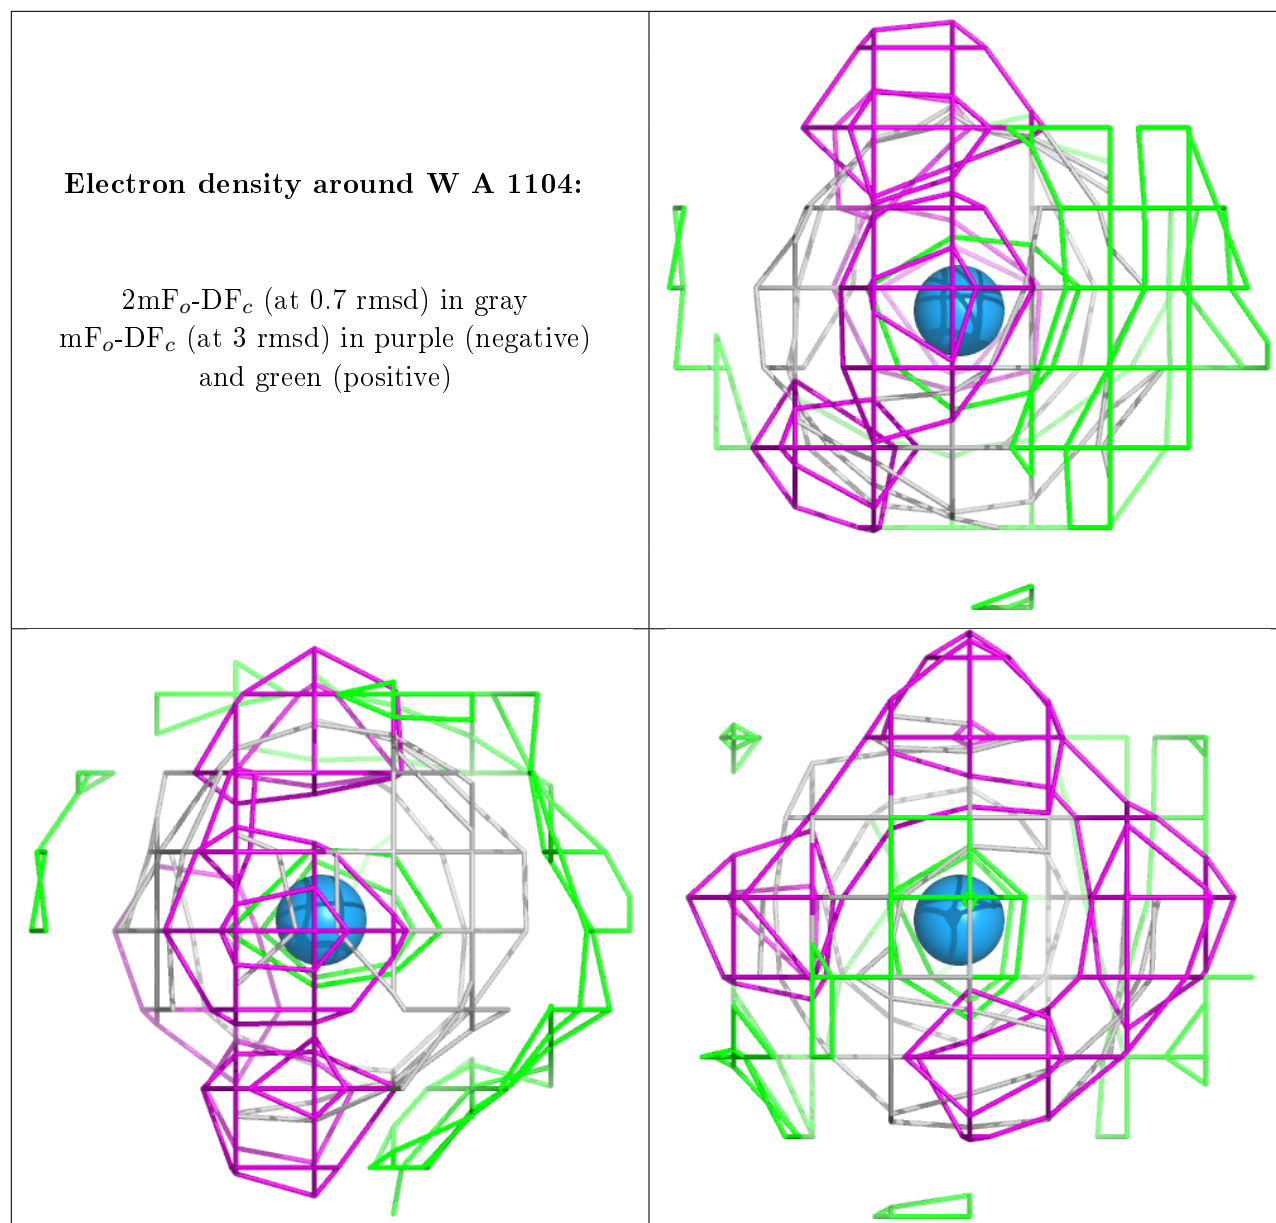 Electron density around W A 1104:
2mFo-DFc (at 0.7 rmsd) in gray
mFo-DFc (at 3 rmsd) in purple (negative)
and green (positive)